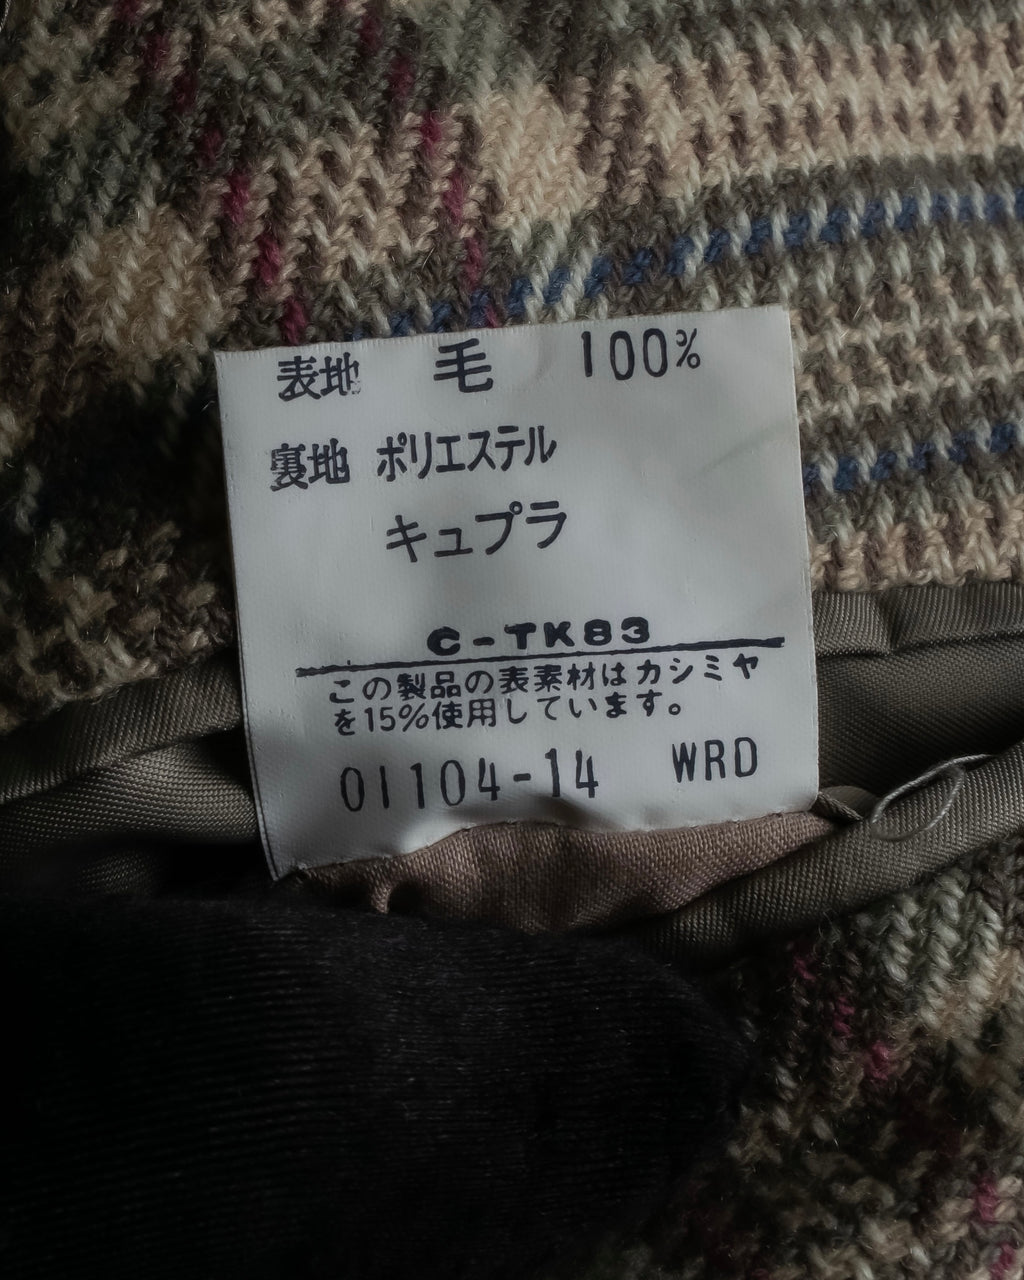 表地 毛 100%
裏地 ポリエステル
キュプラ
C-TK83
この製品の表素材はカシミヤ
を15%使用しています。
01104-14 WRD